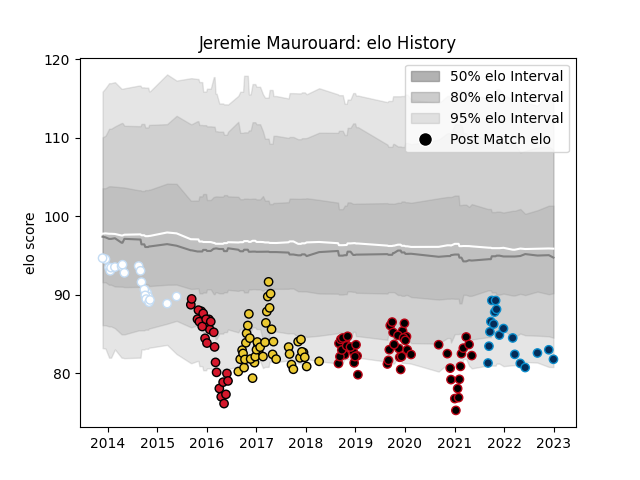 Jeremie Maurouard: elo History
120
110
100
90
80
elo score
50% elo Interval
80% elo Interval
95% elo Interval
Post Match elo
2014 2015 2016 2017 2018 2019 2020 2021 2022 2023